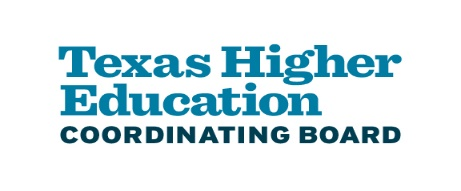 Texas Higher
Education
COORDINATING BOARD